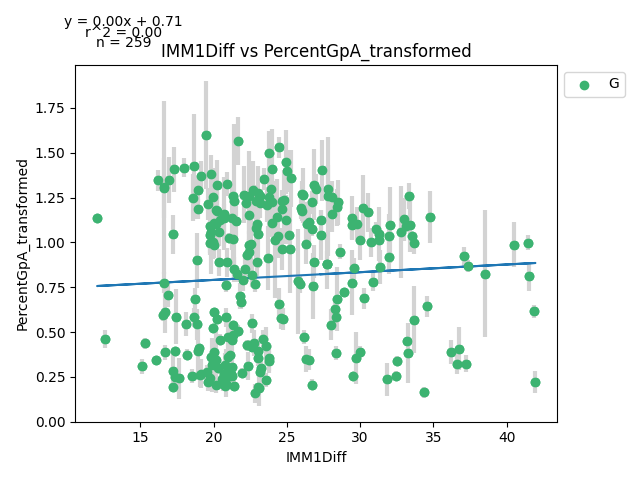 y = 0.00x + 0.71
r^2 = 0.00
n = 259
IMM1Diff vs PercentGpA_transformed
G
PercentGpA_transformed
1.75
1.50
1.25
1.00
0.75
0.50
0.25
0.00
15 20 25 30 35 40
IMM1Diff